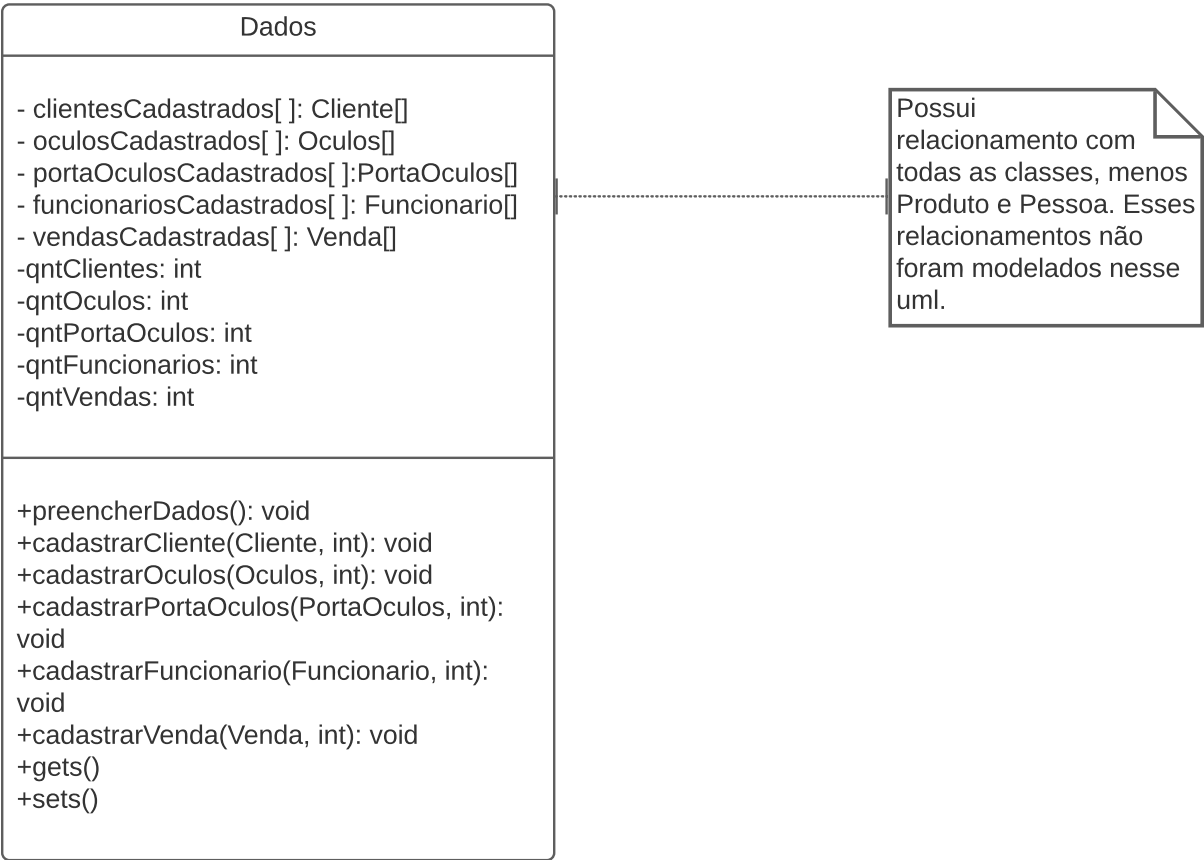 Dados
- clientesCadastrados[ ]: Cliente[]
- oculosCadastrados[ ]: Oculos[]
- portaOculosCadastrados[ ]:PortaOculos[]
- funcionariosCadastrados[ ]: Funcionario[]
- vendasCadastradas[ ]: Venda[]
-qntClientes: int
-qntOculos: int
-qntPortaOculos: int
-qntFuncionarios: int
-qntVendas: int
+preencherDados(): void
+cadastrarCliente(Cliente, int): void
+cadastrarOculos(Oculos, int): void
+cadastrarPortaOculos(PortaOculos, int):
void
+cadastrarFuncionario(Funcionario, int):
void
+cadastrarVenda(Venda, int): void
+gets()
+sets()
Possui
relacionamento com
todas as classes, menos
Produto e Pessoa. Esses
relacionamentos não
foram modelados nesse
uml.